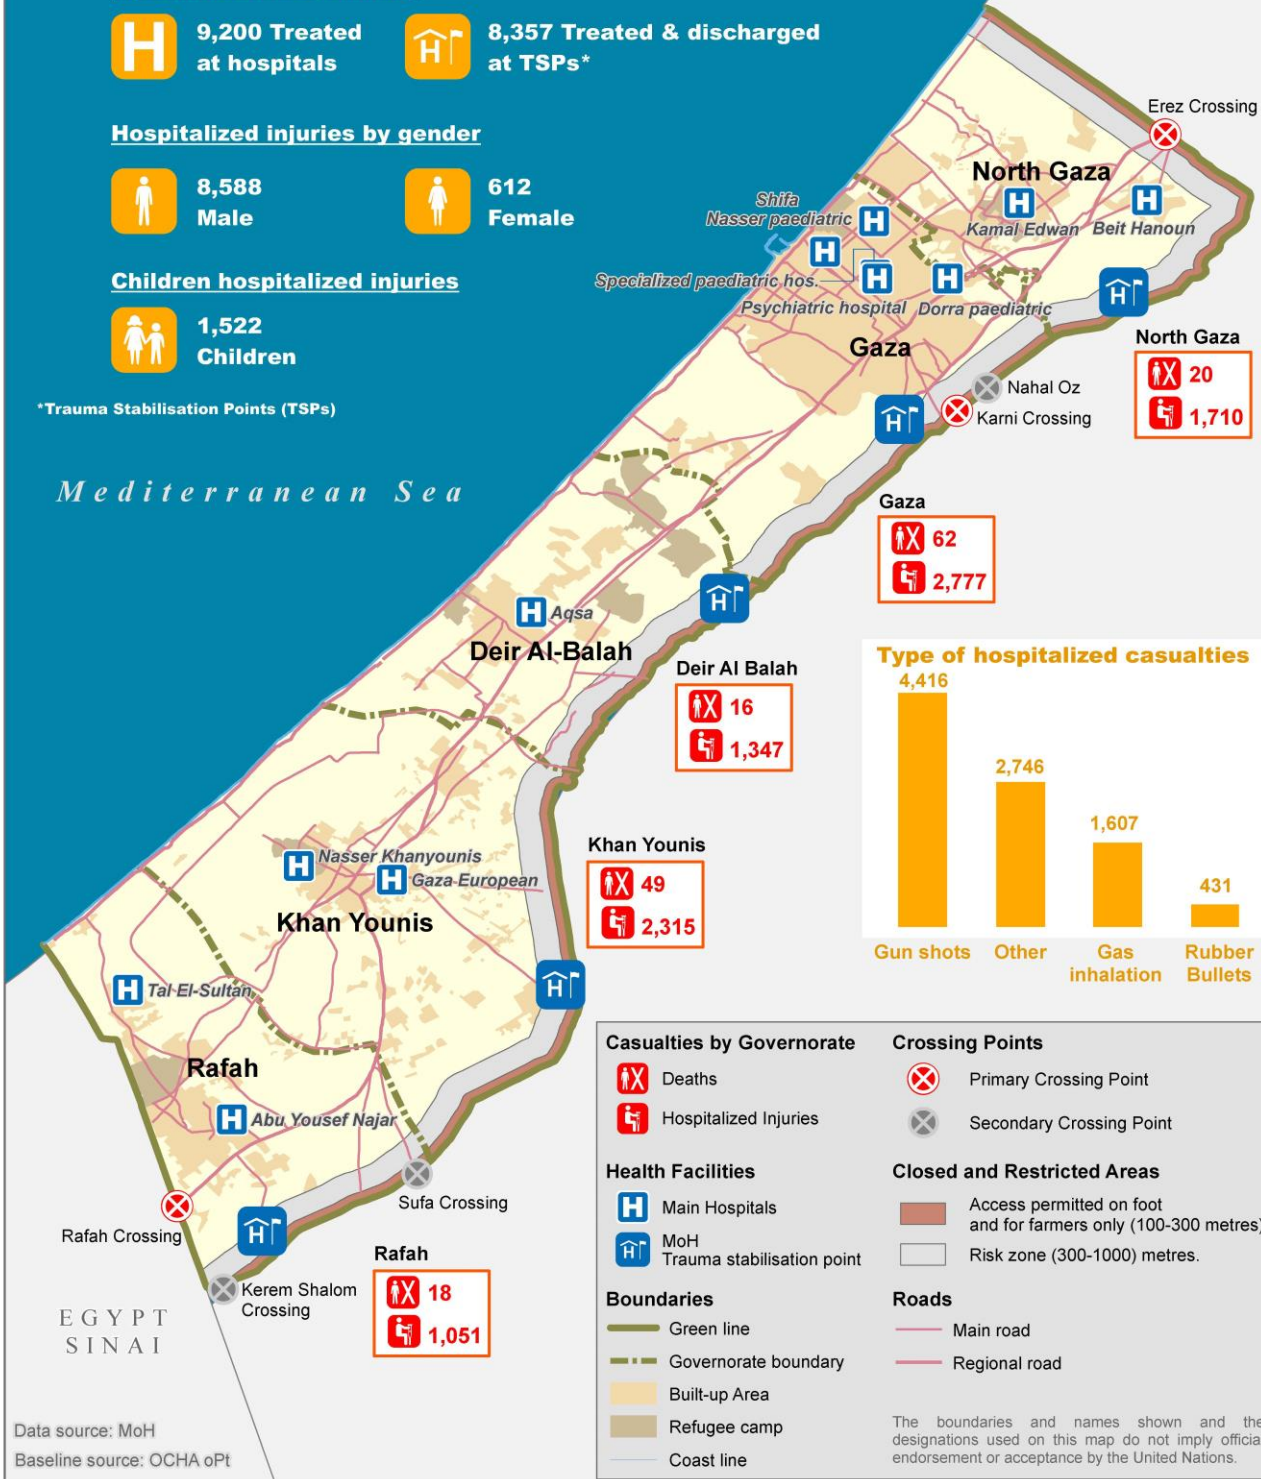 9,200 Treated
at hospitals
8,357 Treated & discharged
at TSPs*
Hospitalized injuries by gender
8,588
Male
612
Female
Children hospitalized injuries
1,522
Children
*Trauma Stabilisation Points (TSPs)
Mediterranean Sea
Erez Crossing
North Gaza
Shifa
Nasser paediatric
Kamal Edwan
Beit Hanoun
Specialized paediatric hos.
Psychiatric hospital
Dorra paediatric
Gaza
North Gaza
20
1,710
Nahal Oz
Karni Crossing
Gaza
62
2,777
Aqsa
Deir Al-Balah
Deir Al Balah
16
1,347
Type of hospitalized casualties
4,416
2,746
1,607
431
Gun shots
Other
Gas
inhalation
Rubber
Bullets
Khan Younis
49
2,315
Nasser Khanyounis
Gaza European
Khan Younis
Tal El-Sultan
Rafah
Abu Yousef Najar
Sufa Crossing
Rafah Crossing
Kerem Shalom
Crossing
Rafah
18
1,051
EGYPT
SINAI
Data source: MoH
Baseline source: OCHA oPt
Casualties by Governorate
Deaths
Hospitalized Injuries
Health Facilities
Main Hospitals
MoH
Trauma stabilisation point
Boundaries
Green line
Governorate boundary
Built-up Area
Refugee camp
Coast line
Crossing Points
Primary Crossing Point
Secondary Crossing Point
Closed and Restricted Areas
Access permitted on foot
and for farmers only (100-300 metres)
Risk zone (300-1000) metres.
Roads
Main road
Regional road
The boundaries and names shown and the
designations used on this map do not imply official
endorsement or acceptance by the United Nations.